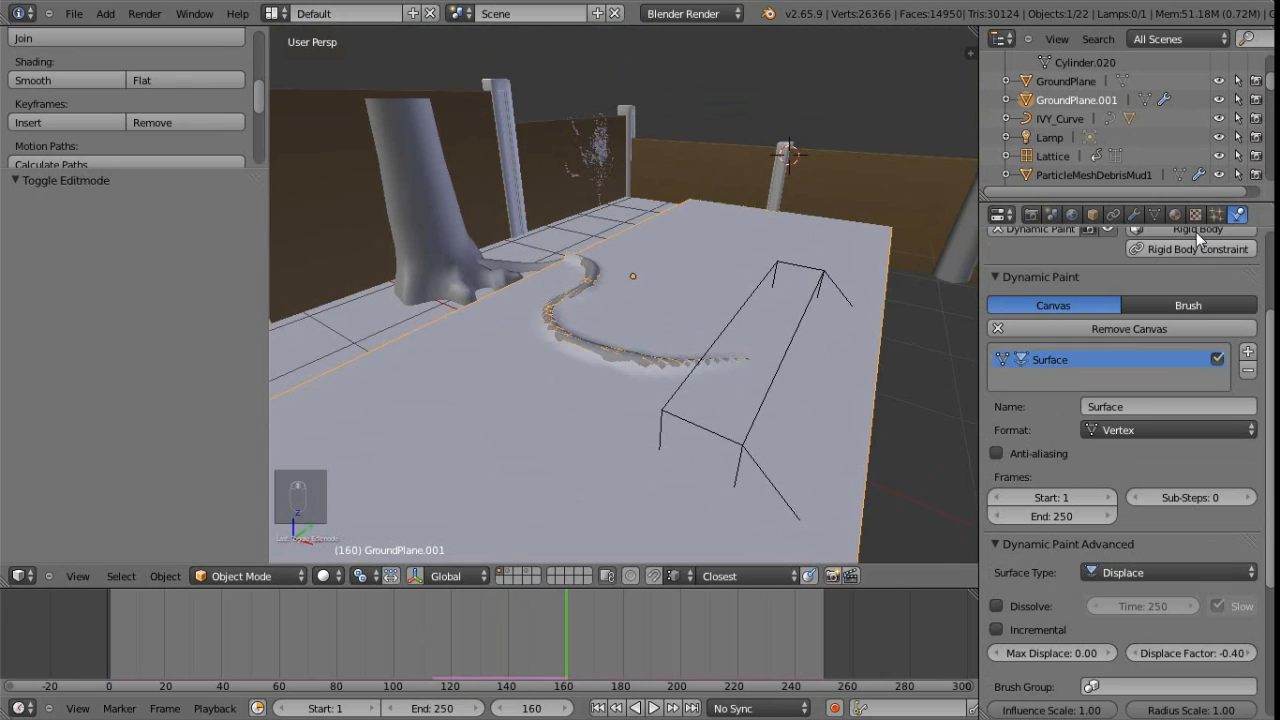 File Add Render Window Help Default Scene Blender Render v2.65.9 | Verts:26366 | Faces:14950| Tris:30124 | Objects:1/22 | Lamps:0/1 | Mem:51.18M (0.72M) |
Join
Shading:
Smooth Flat
Keyframes:
Insert Remove
Motion Paths:
Calculate Paths
Toggle Editmode
User Persp
Z
(160) GroundPlane.001
View Search All Scenes
Cylinder.020
GroundPlane
GroundPlane.001
IVY_Curve
Lamp
Lattice
ParticleMeshDebrisMud1
Dynamic Paint Rigid Body
Rigid Body Constraint
Dynamic Paint
Canvas Brush
Remove Canvas
Surface
Name: Surface
Format: Vertex
Anti-aliasing
Frames:
Start: 1 Sub-Steps: 0
End: 250
Dynamic Paint Advanced
Surface Type: Displace
Dissolve: Time: 250 Slow
Incremental
Max Displace: 0.00 Displace Factor: -0.40
Brush Group:
Influence Scale: 1.00 Radius Scale: 1.00
View Select Object Object Mode Global Closest
-20 0 20 40 60 80 100 120 140 160 180 200 220 240 260 280 300
View Marker Frame Playback Start: 1 End: 250 160 No Sync